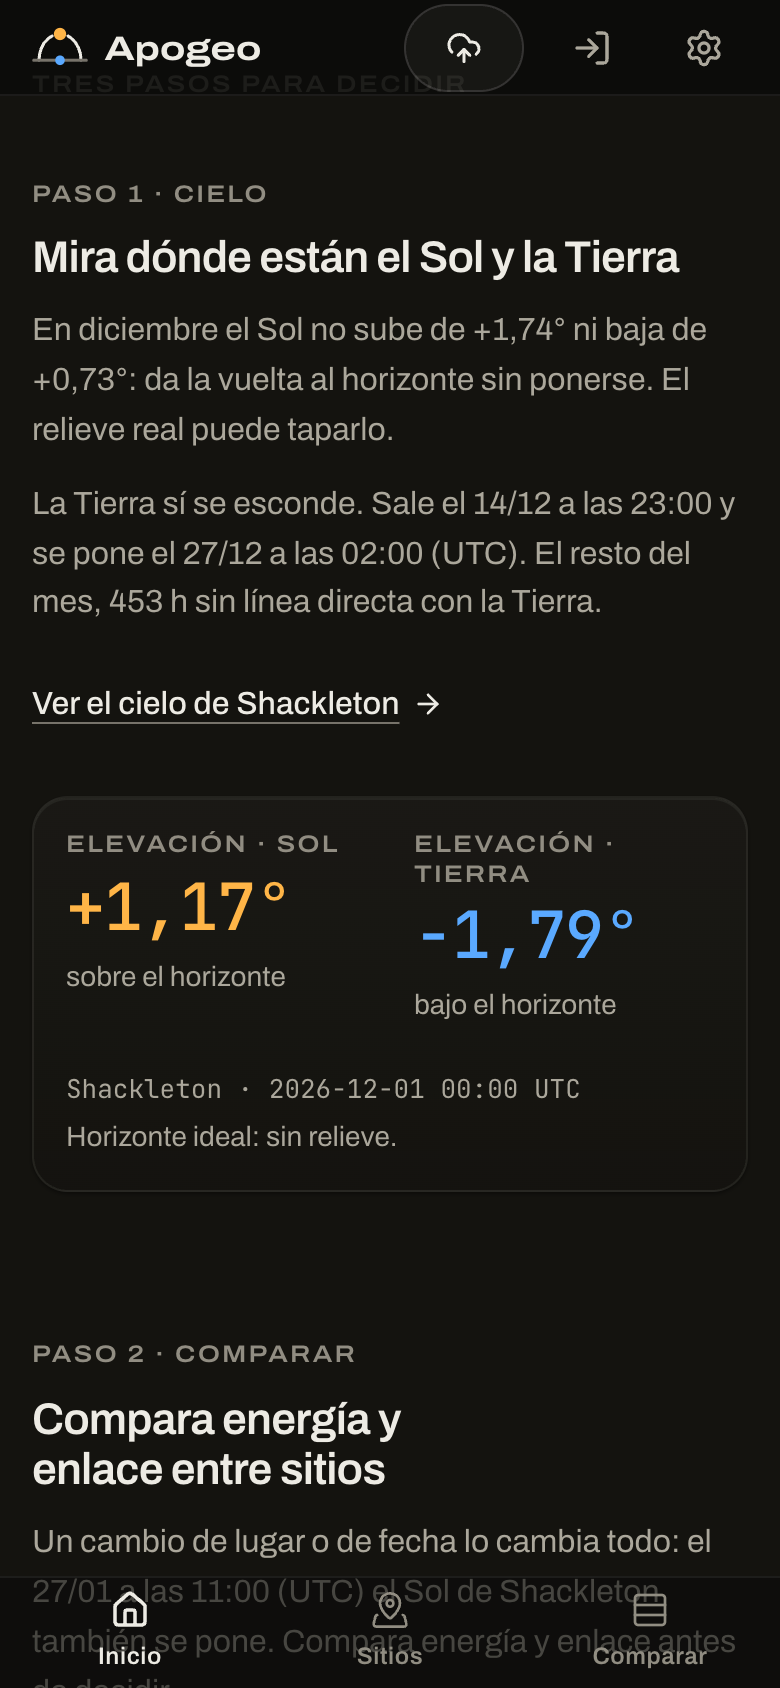 Apogeo
TRES PASOS PARA DECIDIR
PASO 1 · CIELO
Mira dónde están el Sol y la Tierra
En diciembre el Sol no sube de +1,74° ni baja de
+0,73°: da la vuelta al horizonte sin ponerse. El
relieve real puede taparlo.
La Tierra sí se esconde. Sale el 14/12 a las 23:00 y
se pone el 27/12 a las 02:00 (UTC). El resto del
mes, 453 h sin línea directa con la Tierra.
Ver el cielo de Shackleton →
ELEVACIÓN · SOL
+1,17°
sobre el horizonte
ELEVACIÓN ·
TIERRA
-1,79°
bajo el horizonte
Shackleton · 2026-12-01 00:00 UTC
Horizonte ideal: sin relieve.
PASO 2 · COMPARAR
Compara energía y
enlace entre sitios
Un cambio de lugar o de fecha lo cambia todo: el
27/01 a las 11:00 (UTC) el Sol de Shackleton
también se pone. Compara energía y enlace antes
de decidir.
Inicio
Sitios
Comparar